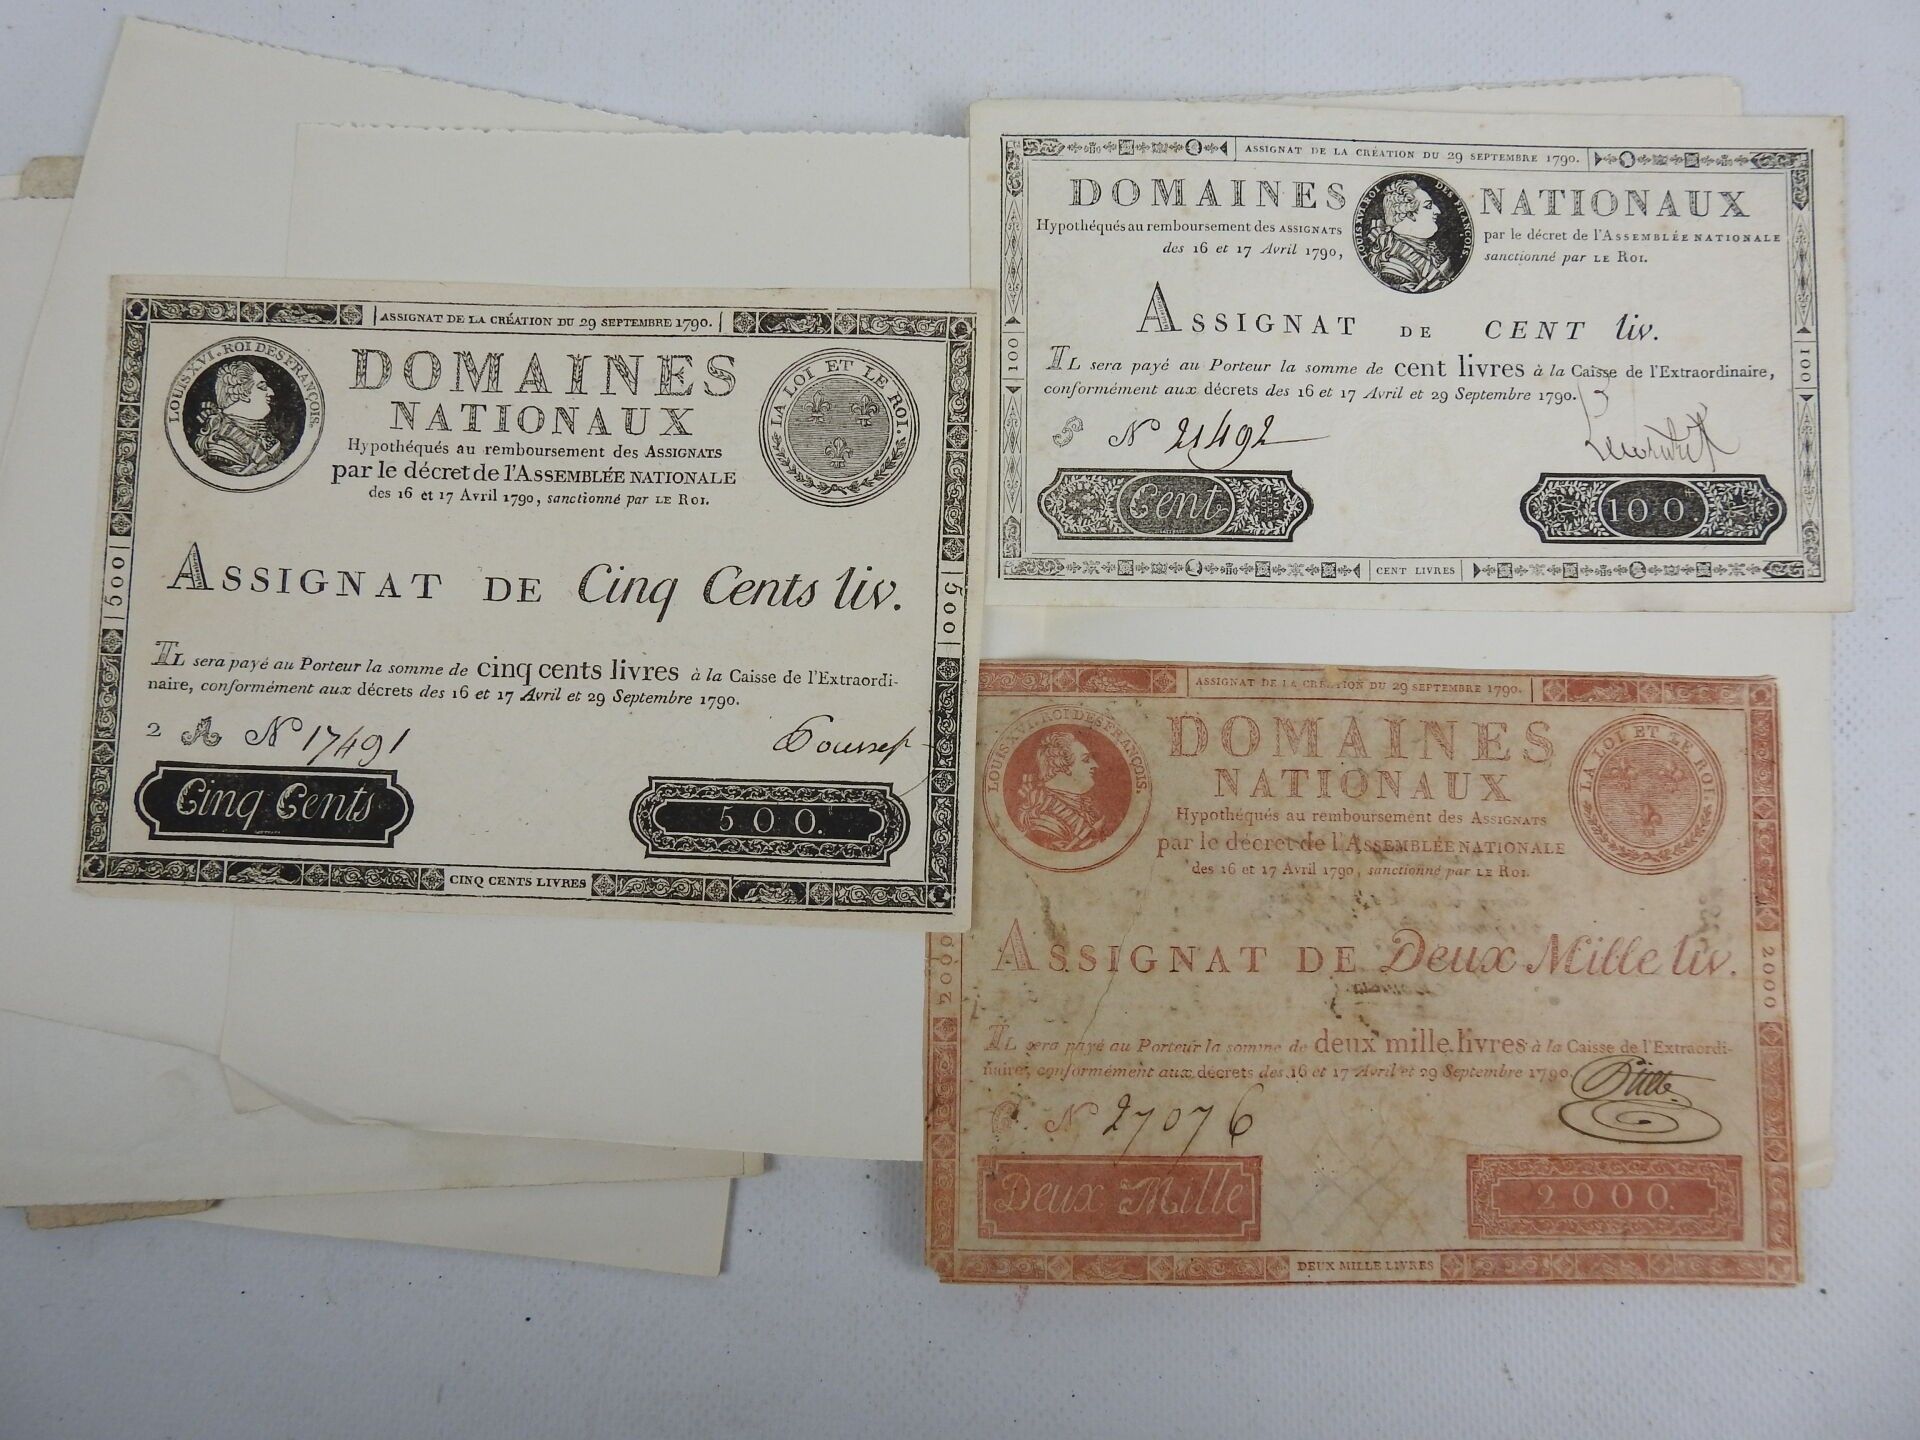 ASSIGNAT DE LA CRÉATION DU 29 SEPTEMBRE 1790.
LOUIS XVI. ROI DES FRANÇOIS.
DOMAINES
NATIONAUX
LA LOI ET LE ROI.
Hypothéqués au remboursement des ASSIGNATS
par le décret de l'ASSEMBLÉE NATIONALE
des 16 et 17 Avril 1790, sanctionné par LE ROI.
500
500
ASSIGNAT DE Cinq Cents liv.
IL sera payé au Porteur la somme de cinq cents livres à la Caisse de l'Extraordi-
naire, conformément aux décrets des 16 et 17 Avril et 29 Septembre 1790.
2 A N 17491
Cinq Cents
500.
CINQ CENTS LIVRES
ASSIGNAT DE LA CRÉATION DU 29 SEPTEMBRE 1790.
DOMAINES NATIONAUX
LOUIS XVI ROI DES FRANÇOIS
Hypothéqués au remboursement des ASSIGNATS par le décret de l'ASSEMBLÉE NATIONALE
des 16 et 17 Avril 1790, sanctionné par LE ROI.
100
100
ASSIGNAT DE CENT liv.
IL sera payé au Porteur la somme de cent livres à la Caisse de l'Extraordinaire,
conformément aux décrets des 16 et 17 Avril et 29 Septembre 1790.
N 21492
Cent
100.
CENT LIVRES
ASSIGNAT DE LA CRÉATION DU 29 SEPTEMBRE 1790.
LOUIS XVI. ROI DES FRANÇOIS.
DOMAINES
NATIONAUX
LA LOI ET LE ROI
Hypothéqués au remboursement des ASSIGNATS
par le décret de l'ASSEMBLÉE NATIONALE
des 16 et 17 Avril 1790, sanctionné par LE ROI.
2000
2000
ASSIGNAT DE Deux Mille liv.
IL sera payé au Porteur la somme de deux mille livres à la Caisse de l'Extraordi-
naire, conformément aux décrets des 16 et 17 Avril et 29 Septembre 1790.
N 27076
Deux Mille
2000.
DEUX MILLE LIVRES